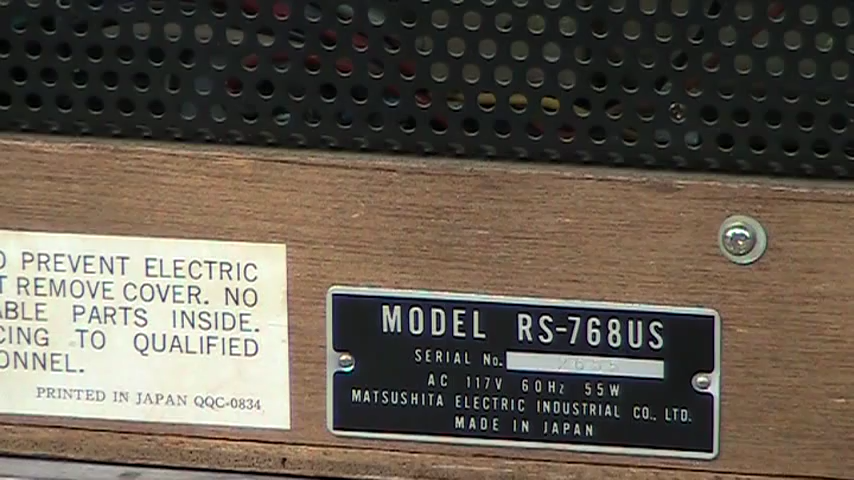 O PREVENT ELECTRIC
T REMOVE COVER. NO
ABLE PARTS INSIDE.
CING TO QUALIFIED
ONNEL.
PRINTED IN JAPAN QQC-0834
MODEL RS-768US
SERIAL No.
AC 117V 60Hz 55W
MATSUSHITA ELECTRIC INDUSTRIAL CO., LTD.
MADE IN JAPAN